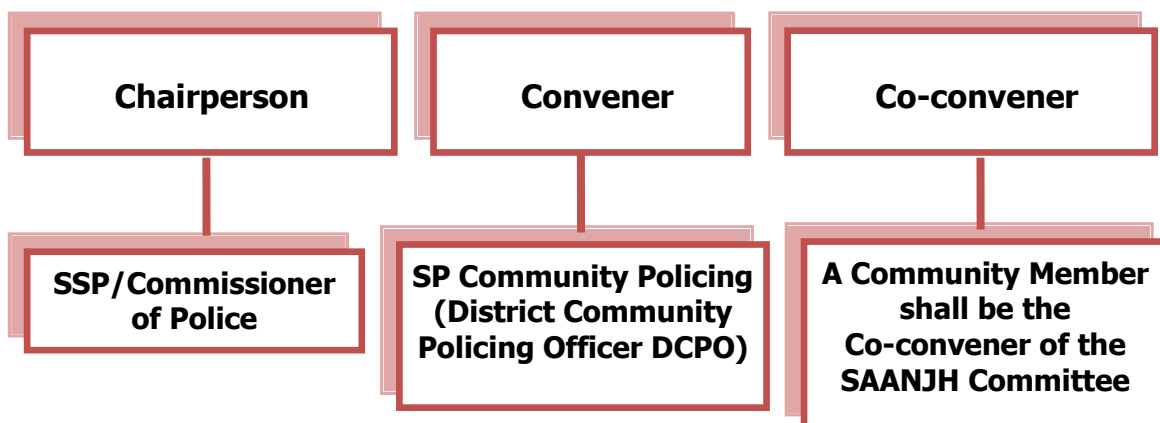 Chairperson
Convener
Co-convener
SSP/Commissioner
of Police
SP Community Policing
(District Community
Policing Officer DCPO)
A Community Member
shall be the
Co-convener of the
SAANJH Committee